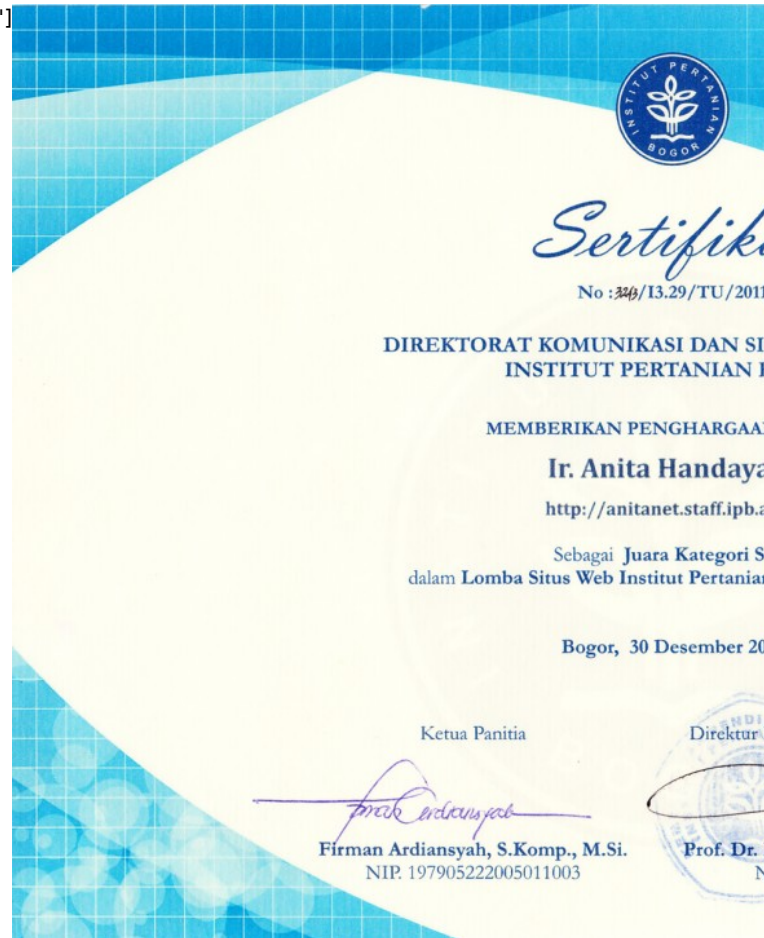 ']
INSTITUT PERTANIAN BOGOR
Sertifik
No : 3243/I3.29/TU/2011
DIREKTORAT KOMUNIKASI DAN SI
INSTITUT PERTANIAN
MEMBERIKAN PENGHARGAA
Ir. Anita Handaya
http://anitanet.staff.ipb.a
Sebagai Juara Kategori S
dalam Lomba Situs Web Institut Pertanian
Bogor, 30 Desember 20
Ketua Panitia
Direktur
Firman Ardiansyah, S.Komp., M.Si.
Prof. Dr.
NIP. 197905222005011003
N